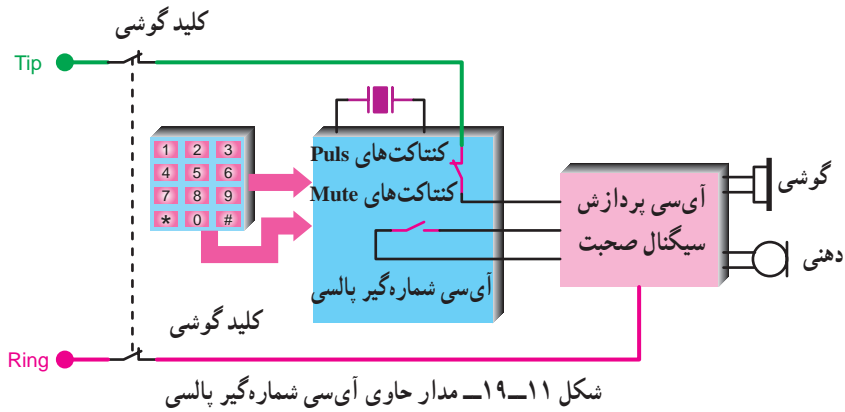 کلید گوشی
Tip
1 2 3
4 5 6
7 8 9
* 0 #
کنتاکت‌های Puls
کنتاکت‌های Mute
آی‌سی شماره‌گیر پالسی
آی‌سی پردازش
سیگنال صحبت
گوشی
دهنی
کلید گوشی
Ring
شکل ۱۱ــ۱۹ــ مدار حاوی آی‌سی شماره‌گیر پالسی